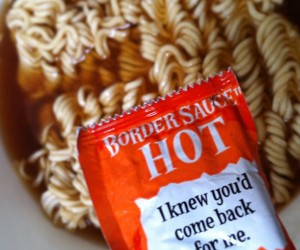 BORDER SAUCE
HOT
I knew you'd
come back
for me.